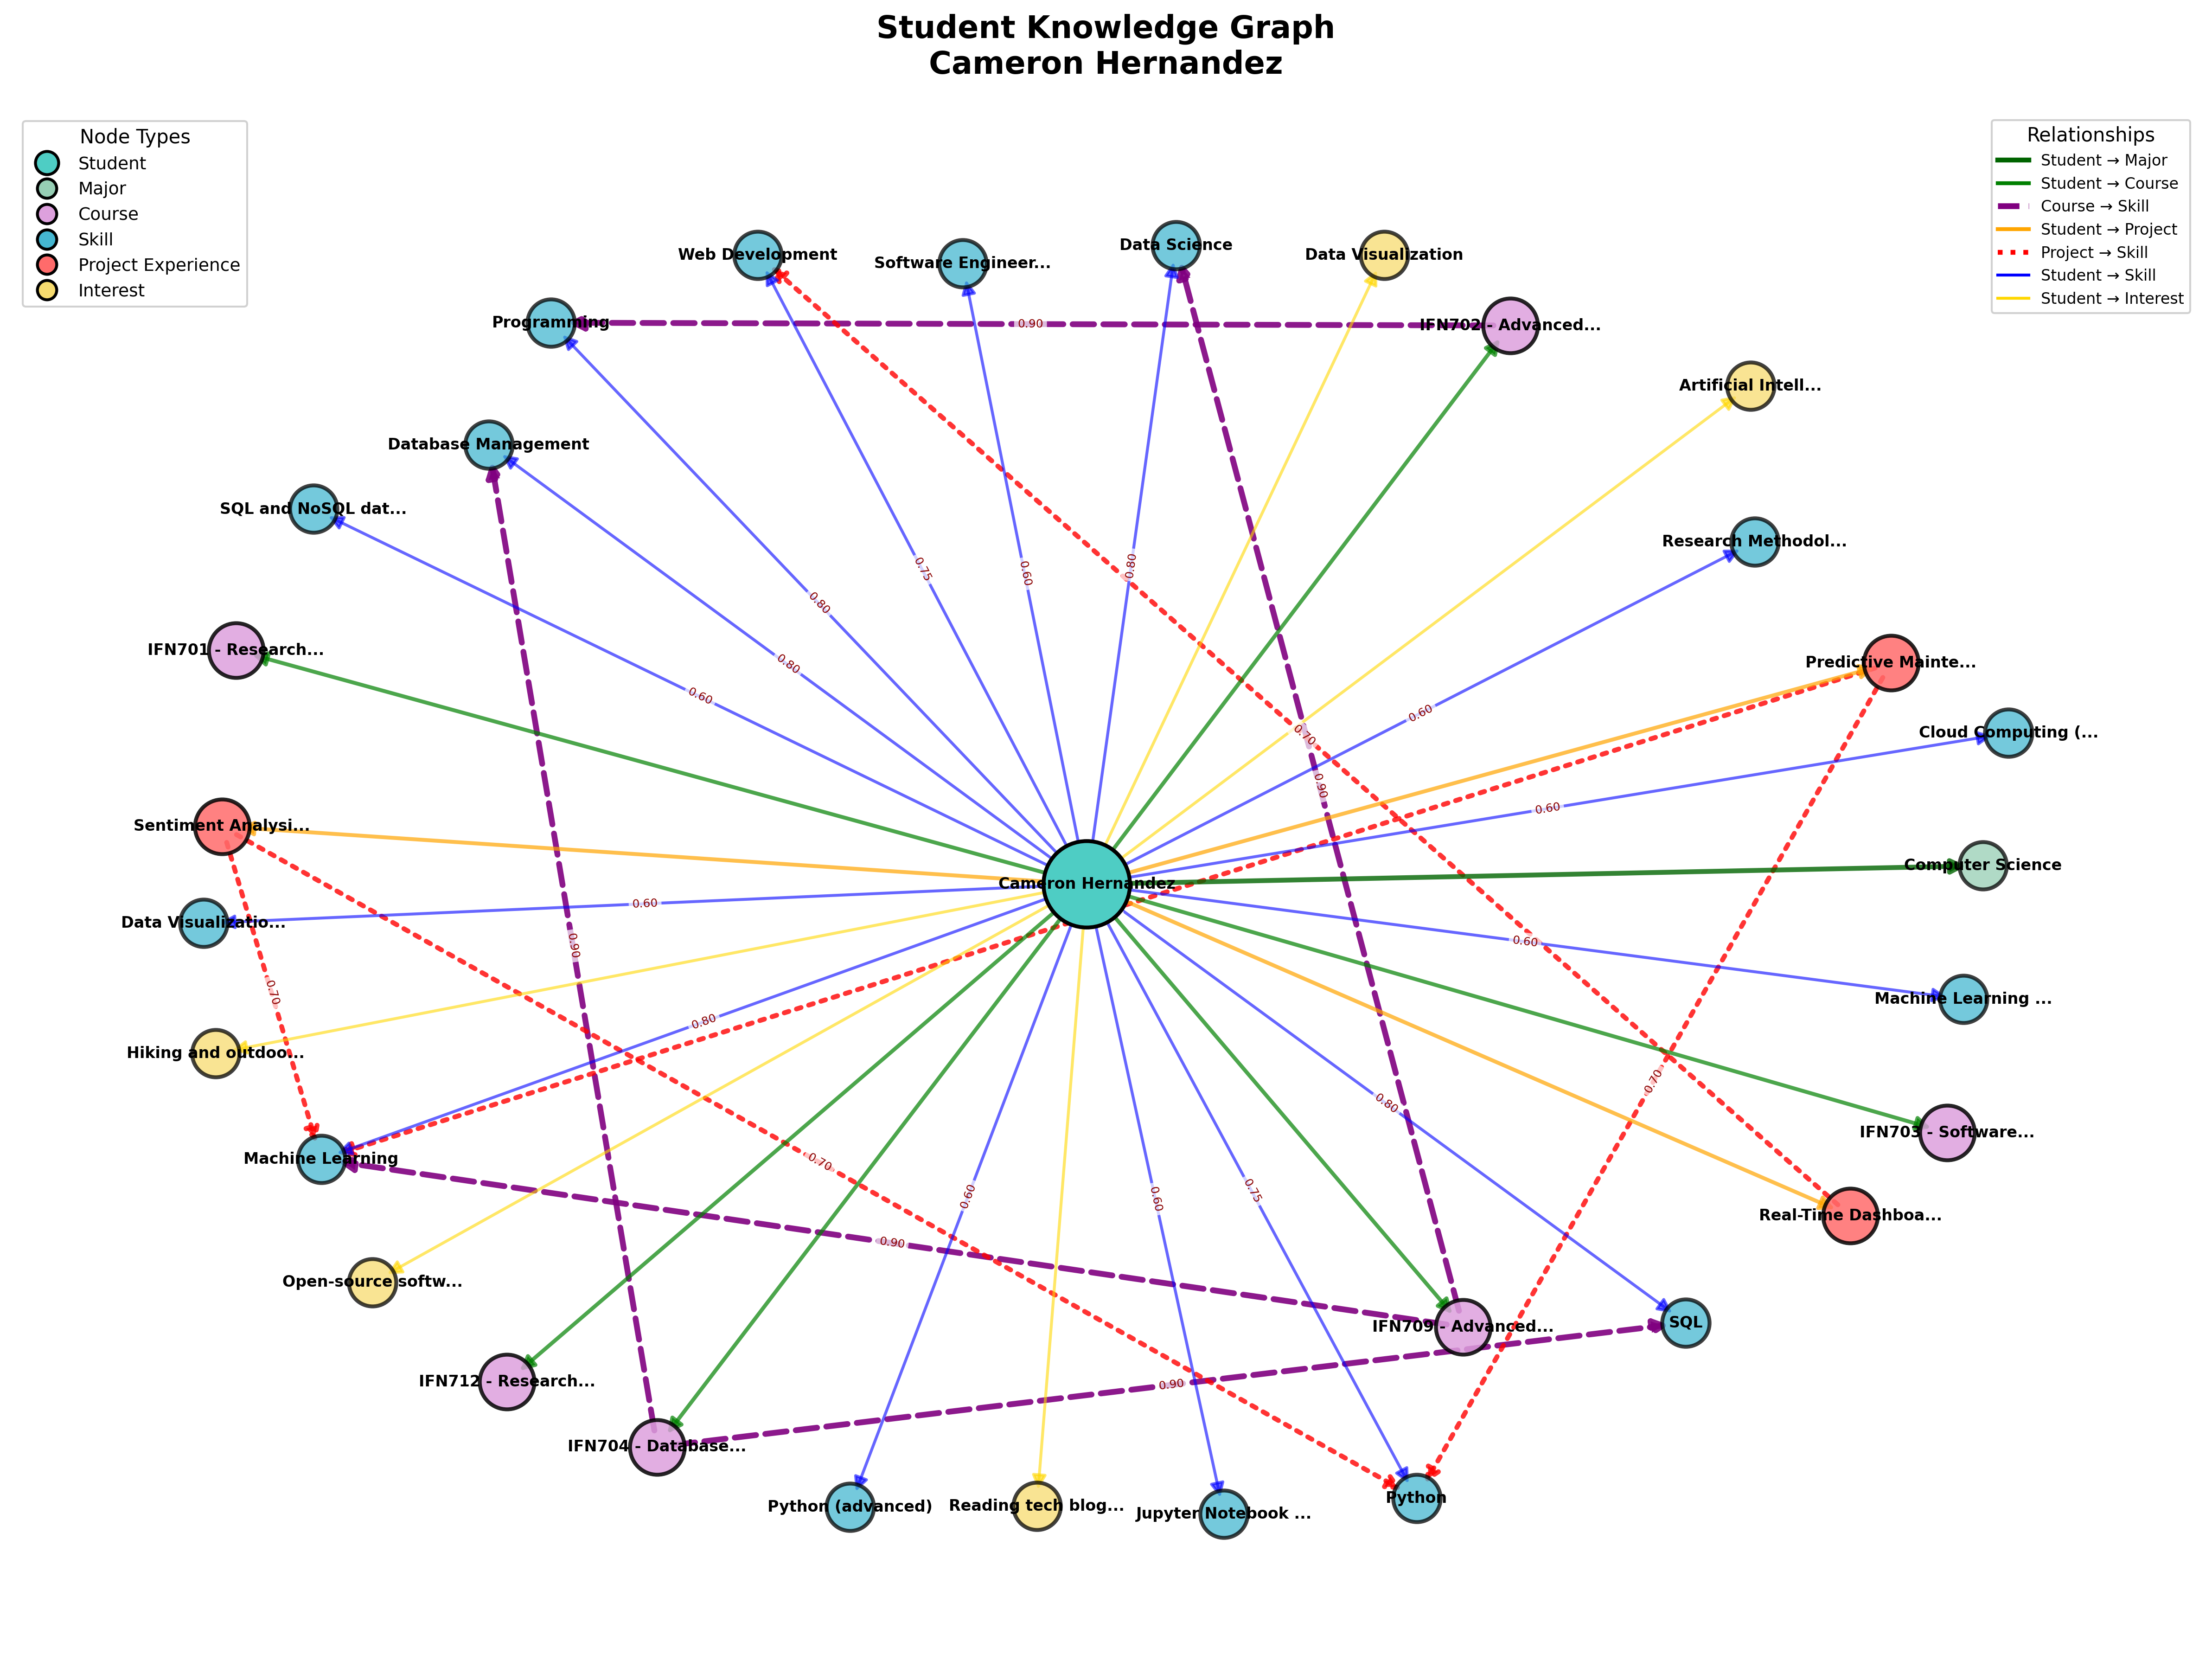 Student Knowledge Graph
Cameron Hernandez
Node Types
Student
Major
Course
Skill
Project Experience
Interest
Relationships
Student → Major
Student → Course
Course → Skill
Student → Project
Project → Skill
Student → Skill
Student → Interest
Web Development
Software Engineer...
Data Science
Data Visualization
Programming
0.90
IFN702 - Advanced...
Artificial Intell...
Database Management
SQL and NoSQL dat...
Research Methodol...
0.75
0.60
0.80
0.80
IFN701 - Research...
0.80
0.60
Predictive Mainte...
0.60
0.70
Cloud Computing (...
0.90
0.60
Sentiment Analysi...
Computer Science
Cameron Hernandez
Data Visualizatio...
0.60
0.90
0.60
0.70
Machine Learning ...
0.80
Hiking and outdoo...
0.70
0.80
IFN703 - Software...
Machine Learning
0.70
0.60
0.60
0.75
Real-Time Dashboa...
0.90
Open-source softw...
IFN709 - Advanced...
SQL
IFN712 - Research...
0.90
IFN704 - Database...
Python (advanced)
Reading tech blog...
Jupyter Notebook ...
Python